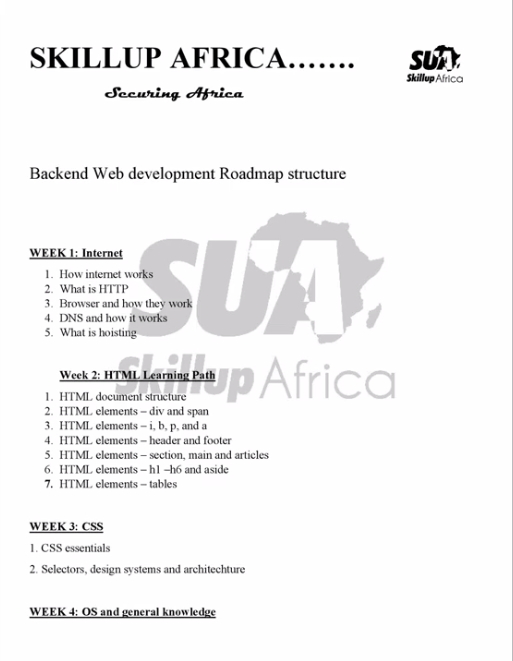 SKILLUP AFRICA…….
SUA
Skillup Africa
Securing Africa
Backend Web development Roadmap structure
SUA
Skillup Africa
WEEK 1: Internet
1. How internet works
2. What is HTTP
3. Browser and how they work
4. DNS and how it works
5. What is hoisting
Week 2: HTML Learning Path
1. HTML document structure
2. HTML elements – div and span
3. HTML elements – i, b, p, and a
4. HTML elements – header and footer
5. HTML elements – section, main and articles
6. HTML elements – h1 –h6 and aside
7. HTML elements – tables
WEEK 3: CSS
1. CSS essentials
2. Selectors, design systems and architechture
WEEK 4: OS and general knowledge